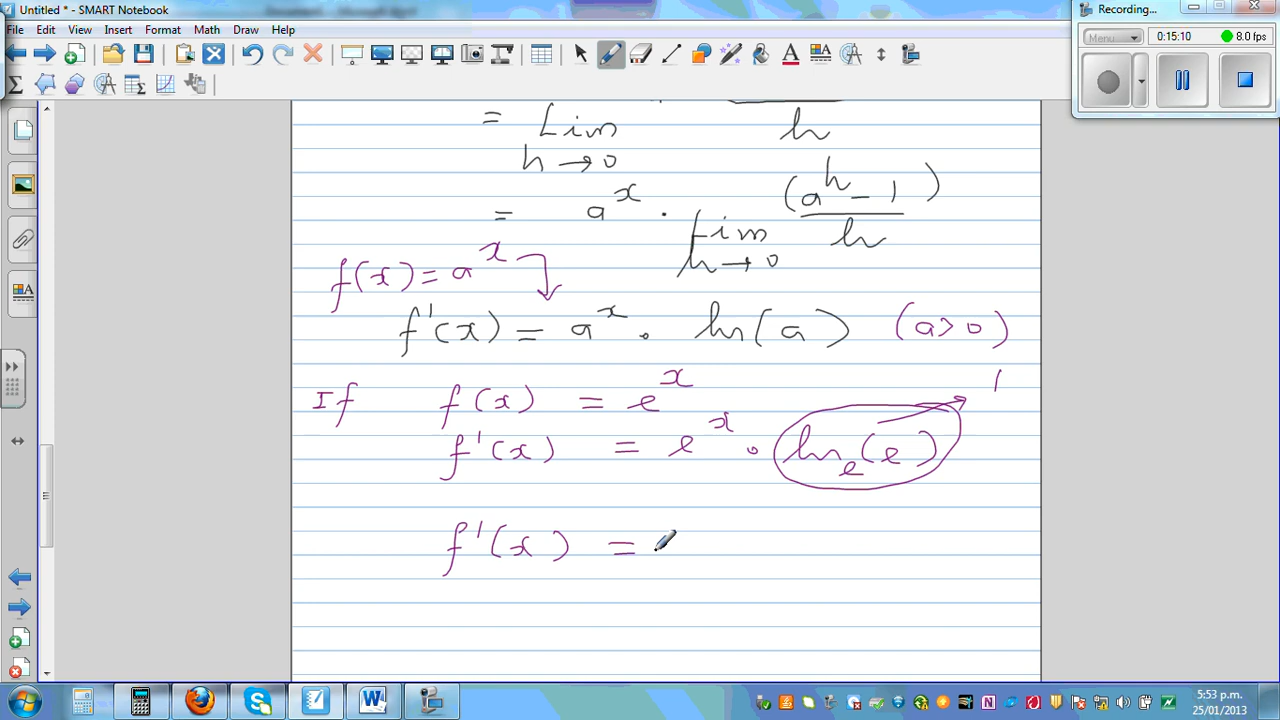 Untitled * - SMART Notebook
File Edit View Insert Format Math Draw Help
Recording...
Menu
0:15:10
8.0 fps
= Lim
h → 0
h
= a^x . Lim
h → 0
(a^h - 1)
h
f(x) = a^x
f'(x) = a^x . ln(a) (a > 0)
If f(x) = e^x
1
f'(x) = e^x . ln_e(e)
f'(x) =
5:53 p.m.
25/01/2013